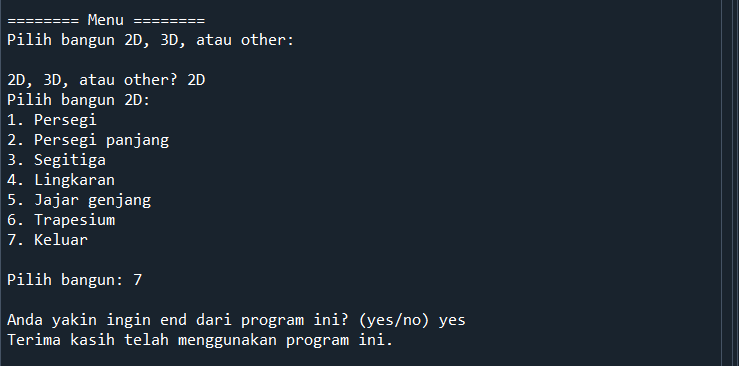 ======== Menu ========
Pilih bangun 2D, 3D, atau other:
2D, 3D, atau other? 2D
Pilih bangun 2D:
1. Persegi
2. Persegi panjang
3. Segitiga
4. Lingkaran
5. Jajar genjang
6. Trapesium
7. Keluar
Pilih bangun: 7
Anda yakin ingin end dari program ini? (yes/no) yes
Terima kasih telah menggunakan program ini.